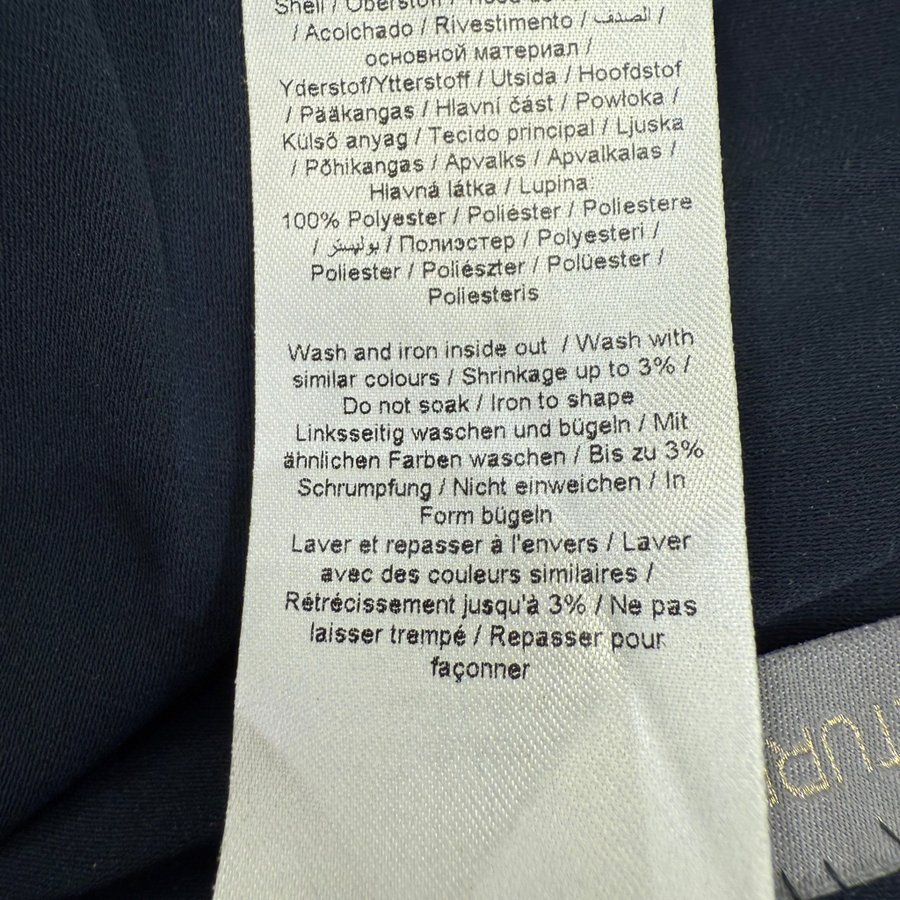 Shell / Oberstoff /
/ Acolchado / Rivestimento / الصدف /
основной материал /
Yderstof/Ytterstoff / Utsida / Hoofdstof
/ Pääkangas / Hlavní část / Powłoka /
Külső anyag / Tecido principal / Ljuska
/ Põhikangas / Apvalks / Apvalkalas /
Hlavná látka / Lupina:
100% Polyester / Poliéster / Poliestere
/ بوليستر / Полиэстер / Polyesteri /
Poliester / Poliészter / Polüester /
Poliesteris
Wash and iron inside out / Wash with
similar colours / Shrinkage up to 3% /
Do not soak / Iron to shape
Linksseitig waschen und bügeln / Mit
ähnlichen Farben waschen / Bis zu 3%
Schrumpfung / Nicht einweichen / In
Form bügeln
Laver et repasser à l'envers / Laver
avec des couleurs similaires /
Rétrécissement jusqu'à 3% / Ne pas
laisser trempé / Repasser pour
façonner